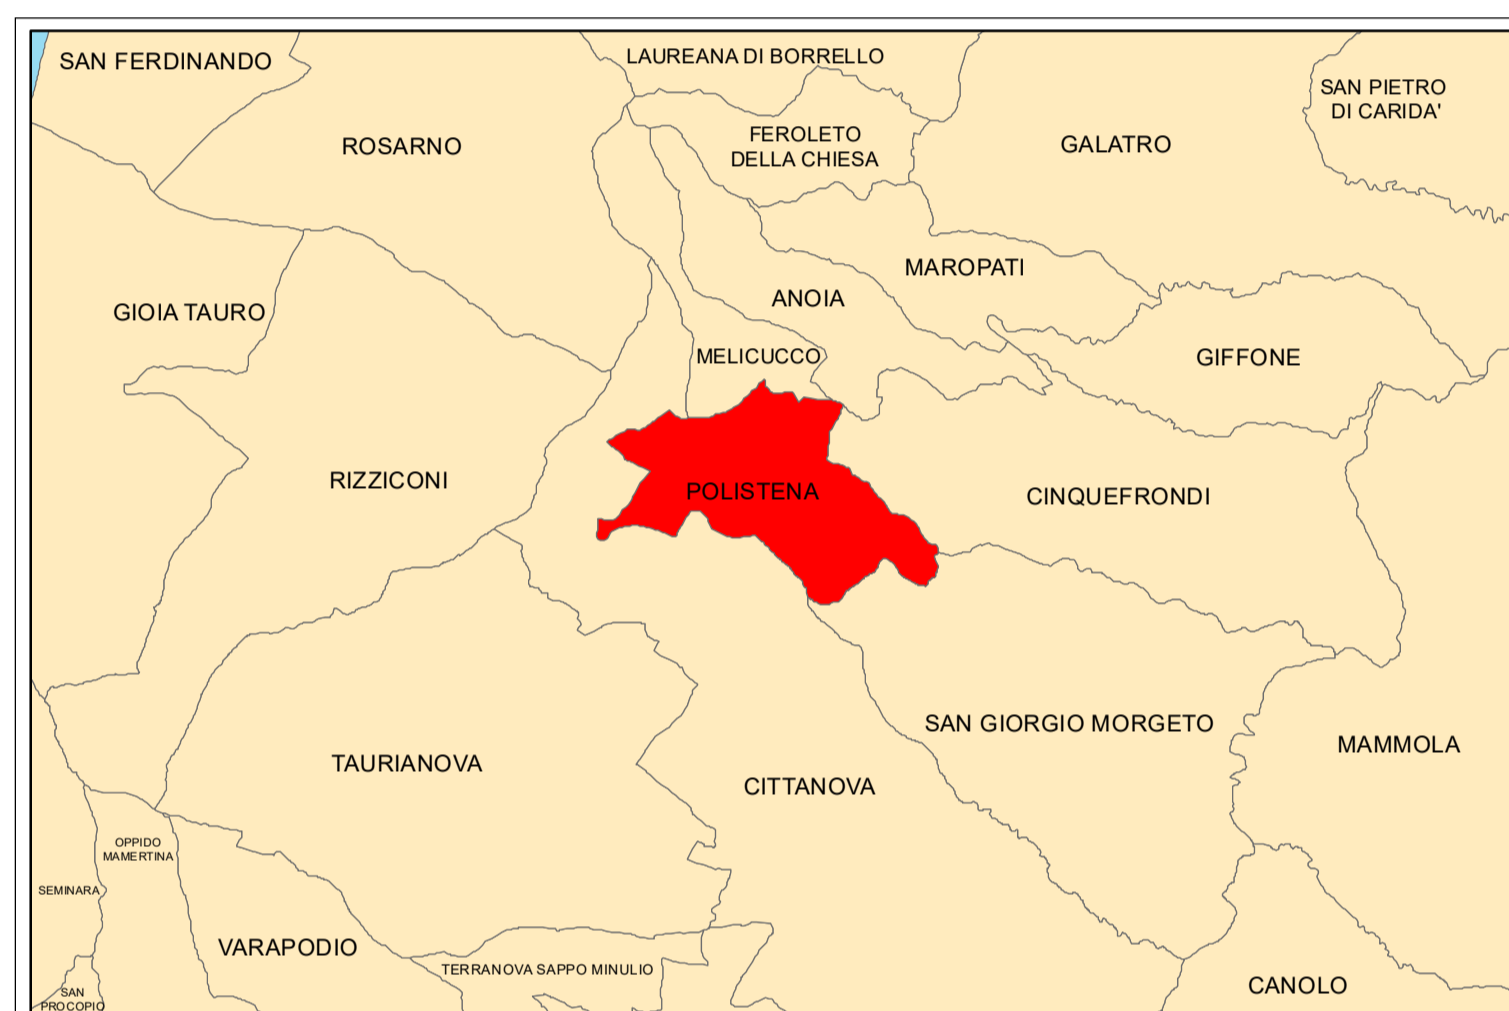 SAN FERDINANDO
LAUREANA DI BORRELLO
SAN PIETRO
DI CARIDA'
ROSARNO
FEROLETO
DELLA CHIESA
GALATRO
MAROPATI
ANOIA
GIOIA TAURO
MELICUCCO
GIFFONE
RIZZICONI
POLISTENA
CINQUEFRONDI
SAN GIORGIO MORGETO
MAMMOLA
TAURIANOVA
CITTANOVA
OPPIDO
MAMERTINA
SEMINARA
VARAPODIO
TERRANOVA SAPPO MINULIO
CANOLO
SAN
PROCOPIO